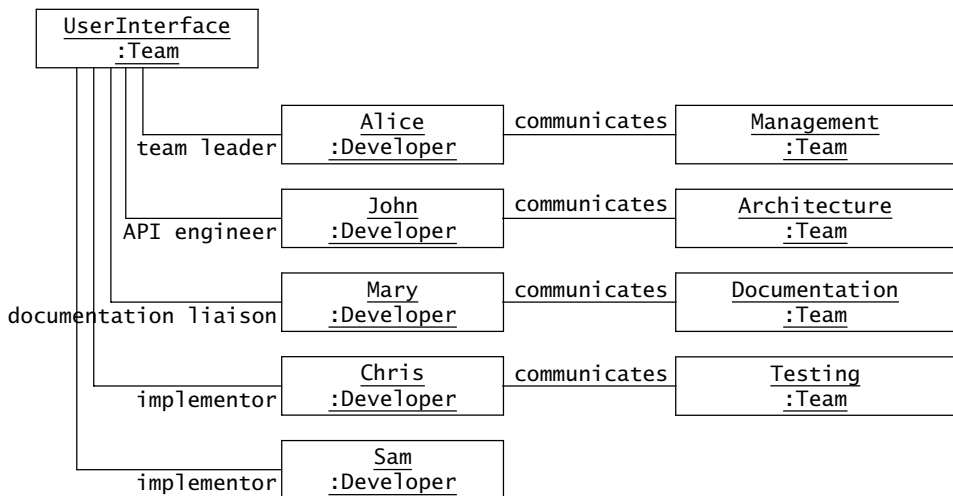 UserInterface
:Team
Alice
:Developer
communicates
Management
:Team
team leader
John
:Developer
communicates
Architecture
:Team
API engineer
Mary
:Developer
communicates
Documentation
:Team
documentation liaison
Chris
:Developer
communicates
Testing
:Team
implementor
Sam
:Developer
implementor